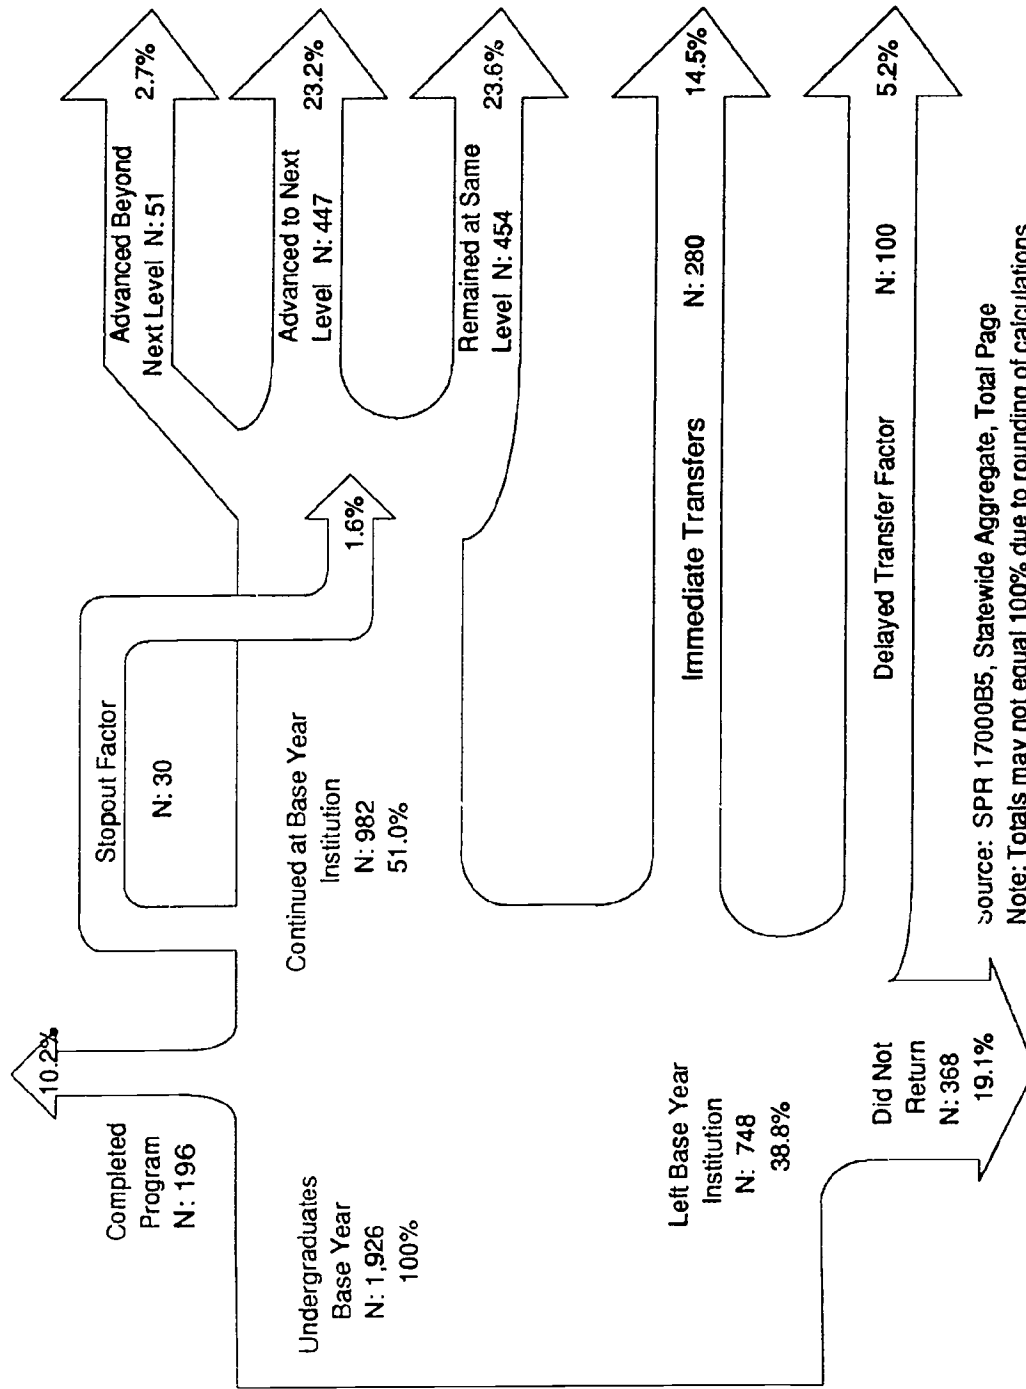 Completed
Program
N: 196
10.2%
Stopout Factor
N: 30
1.6%
Undergraduates
Base Year
N: 1,926
100%
Continued at Base Year
Institution
N: 982
51.0%
Advanced Beyond
Next Level N: 51
2.7%
Advanced to Next
Level N: 447
23.2%
Remained at Same
Level N: 454
23.6%
Left Base Year
Institution
N: 748
38.8%
Immediate Transfers N: 280
14.5%
Delayed Transfer Factor N: 100
5.2%
Did Not
Return
N: 368
19.1%
Source: SPR 17000B5, Statewide Aggregate, Total Page
Note: Totals may not equal 100% due to rounding of calculations